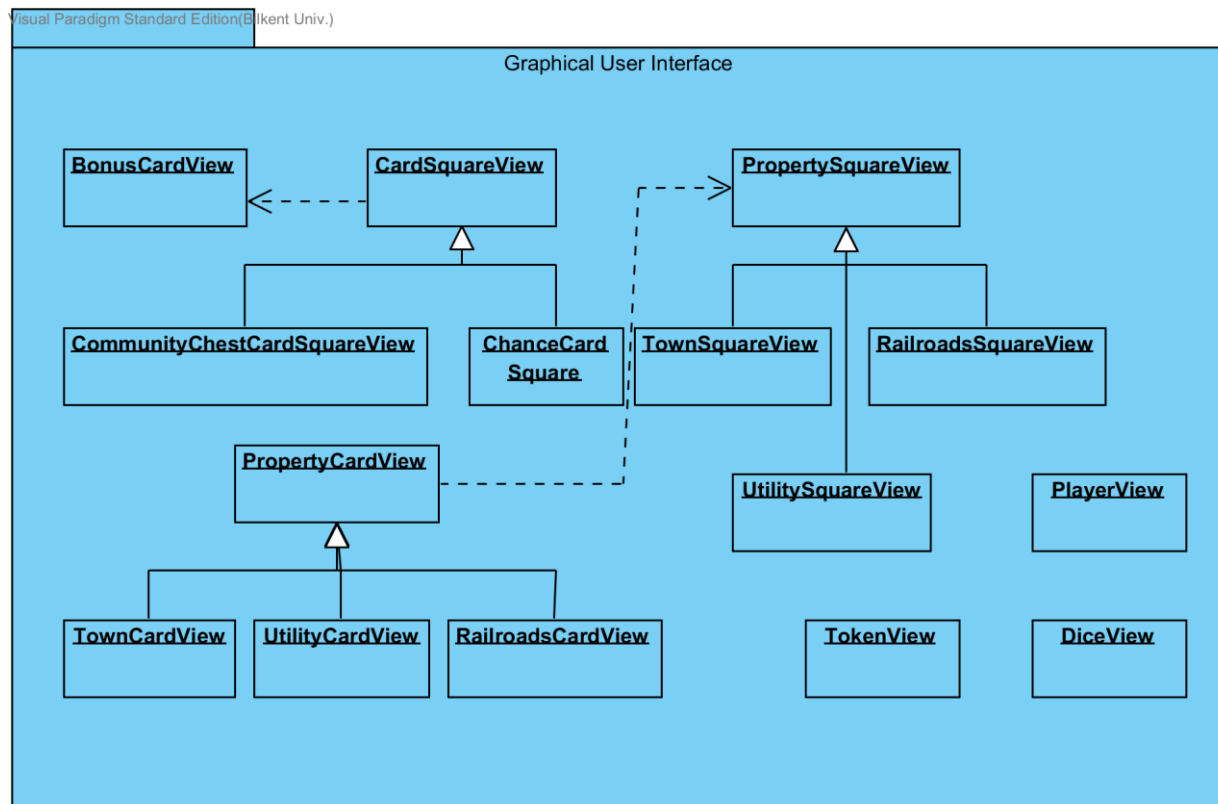 Visual Paradigm Standard Edition(Bilkent Univ.)
Graphical User Interface
BonusCardView
CardSquareView
PropertySquareView
CommunityChestCardSquareView
ChanceCard
Square
TownSquareView
RailroadsSquareView
PropertyCardView
UtilitySquareView
PlayerView
TownCardView
UtilityCardView
RailroadsCardView
TokenView
DiceView